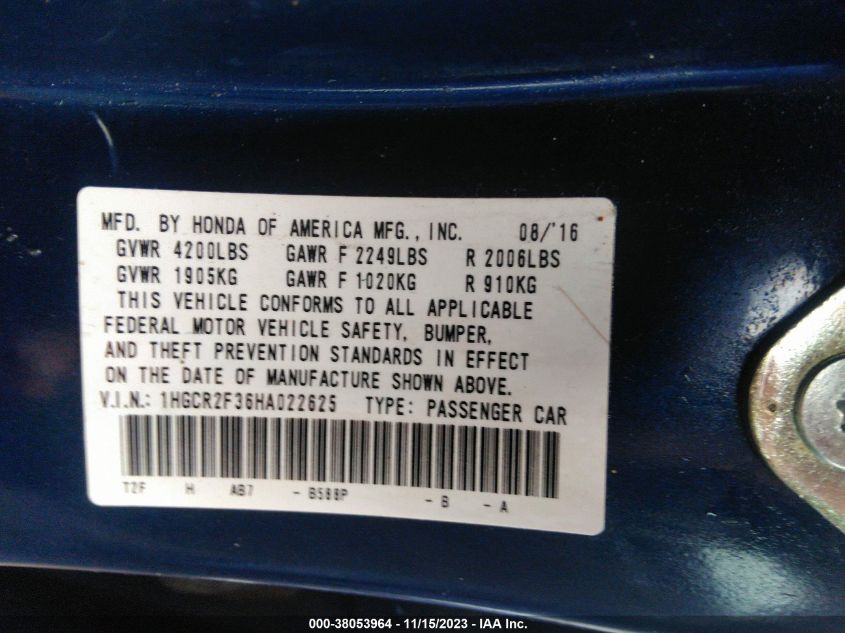 MFD. BY HONDA OF AMERICA MFG., INC. 08/'16
GVWR 4200LBS GAWR F 2249LBS R 2006LBS
GVWR 1905KG GAWR F 1020KG R 910KG
THIS VEHICLE CONFORMS TO ALL APPLICABLE
FEDERAL MOTOR VEHICLE SAFETY, BUMPER,
AND THEFT PREVENTION STANDARDS IN EFFECT
ON THE DATE OF MANUFACTURE SHOWN ABOVE.
V.I.N.: 1HGCR2F36HA022625 TYPE: PASSENGER CAR
T2F H AB7 - B588P - B - A
000-38053964 - 11/15/2023 - IAA Inc.